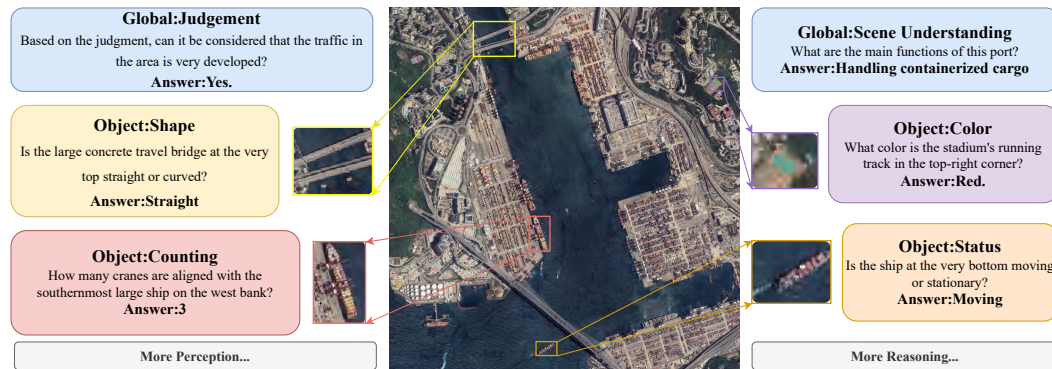 Global:Judgement
Based on the judgment, can it be considered that the traffic in
the area is very developed?
Answer:Yes.
Object:Shape
Is the large concrete travel bridge at the very
top straight or curved?
Answer:Straight
Object:Counting
How many cranes are aligned with the
southernmost large ship on the west bank?
Answer:3
More Perception...
Global:Scene Understanding
What are the main functions of this port?
Answer:Handling containerized cargo
Object:Color
What color is the stadium's running
track in the top-right corner?
Answer:Red.
Object:Status
Is the ship at the very bottom moving
or stationary?
Answer:Moving
More Reasoning...